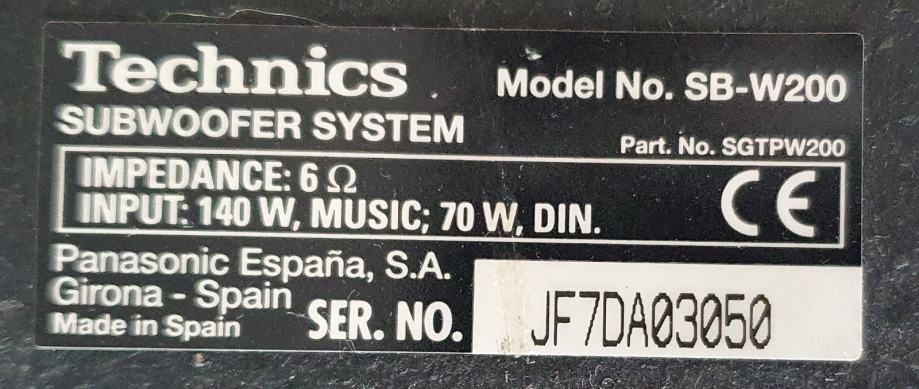 Technics
Model No. SB-W200
SUBWOOFER SYSTEM
Part. No. SGTPW200
IMPEDANCE: 6 Ω
INPUT: 140 W, MUSIC; 70 W, DIN.
CE
Panasonic España, S.A.
Girona - Spain
Made in Spain
SER. NO. JF7DA03050